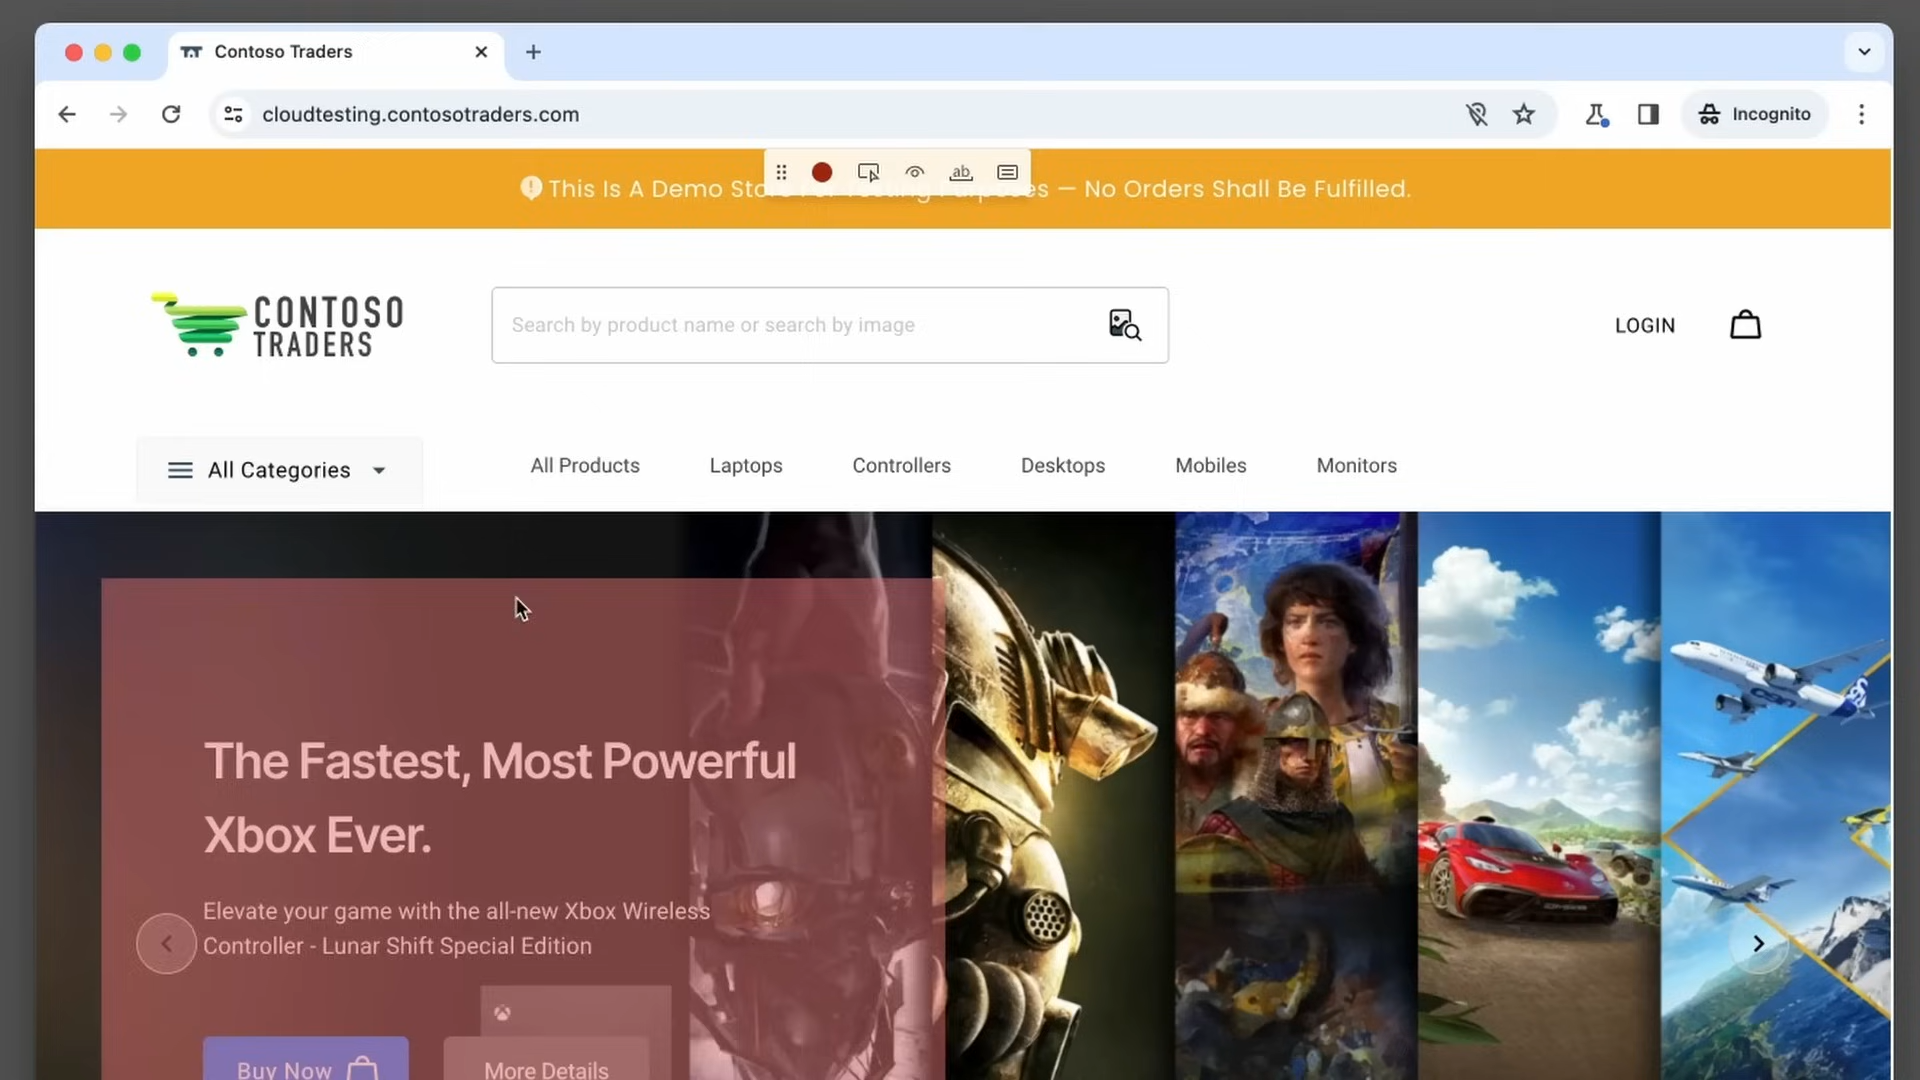 Contoso Traders
cloudtesting.contosotraders.com
Incognito
ab
This Is A Demo Store For Testing Purposes — No Orders Shall Be Fulfilled.
CONTOSO
TRADERS
Search by product name or search by image
LOGIN
All Categories
All Products
Laptops
Controllers
Desktops
Mobiles
Monitors
The Fastest, Most Powerful
Xbox Ever.
Elevate your game with the all-new Xbox Wireless
Controller - Lunar Shift Special Edition
Buy Now
More Details